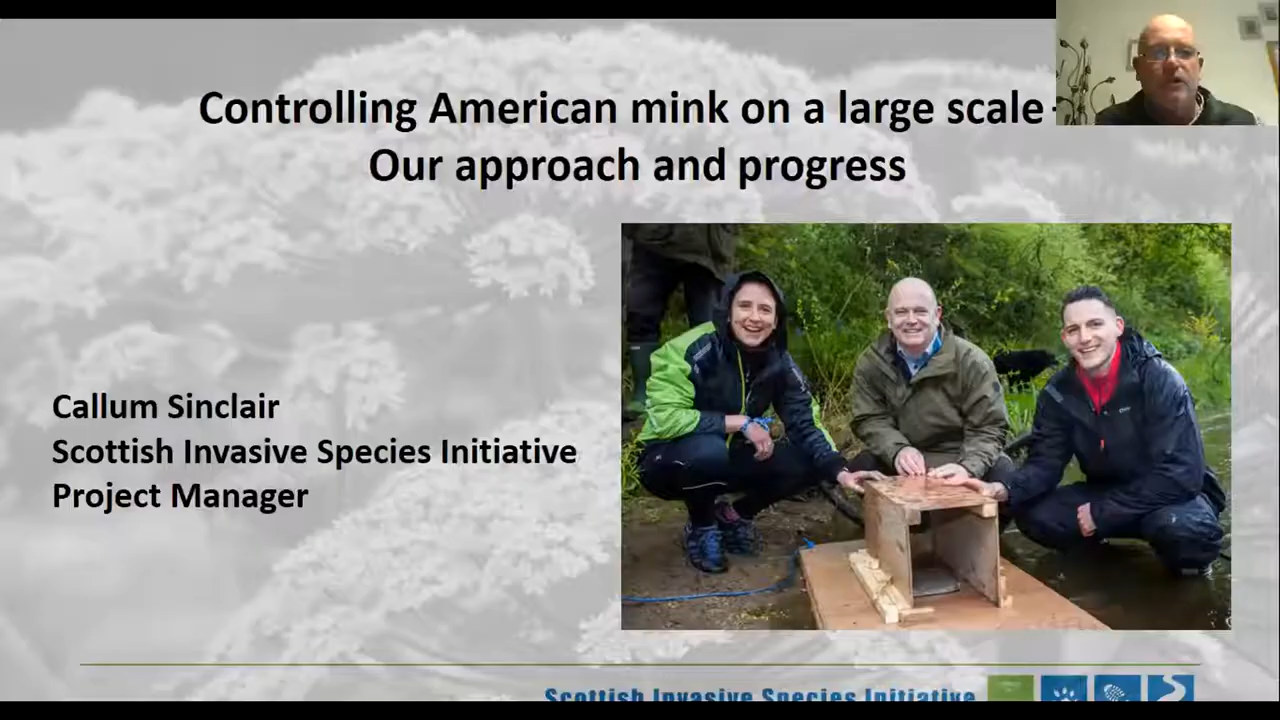 Controlling American mink on a large scale -
Our approach and progress
Callum Sinclair
Scottish Invasive Species Initiative
Project Manager
Scottish Invasive Species Initiative